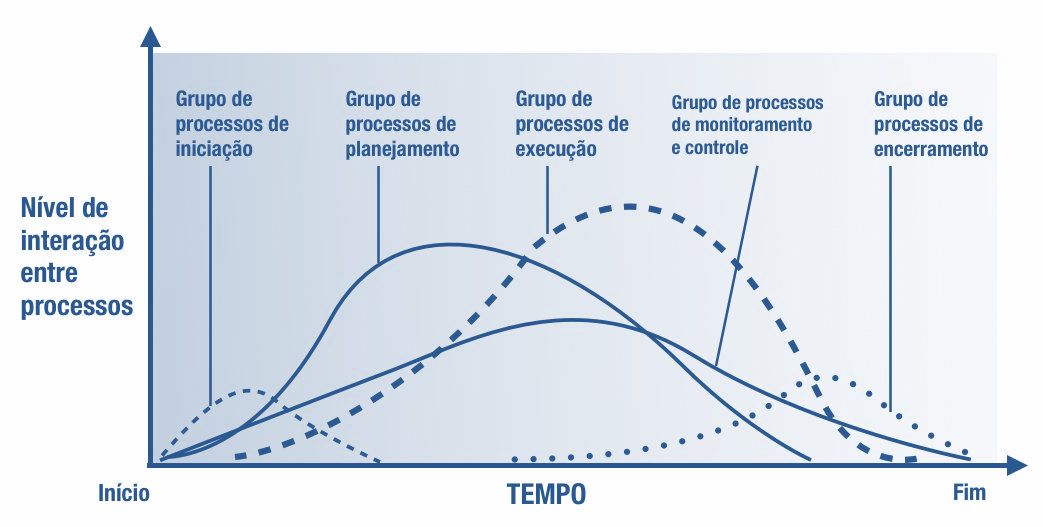 Grupo de
processos de
iniciação
Grupo de
processos de
planejamento
Grupo de
processos de
execução
Grupo de processos
de monitoramento
e controle
Grupo de
processos de
encerramento
Nível de
interação
entre
processos
Início
TEMPO
Fim